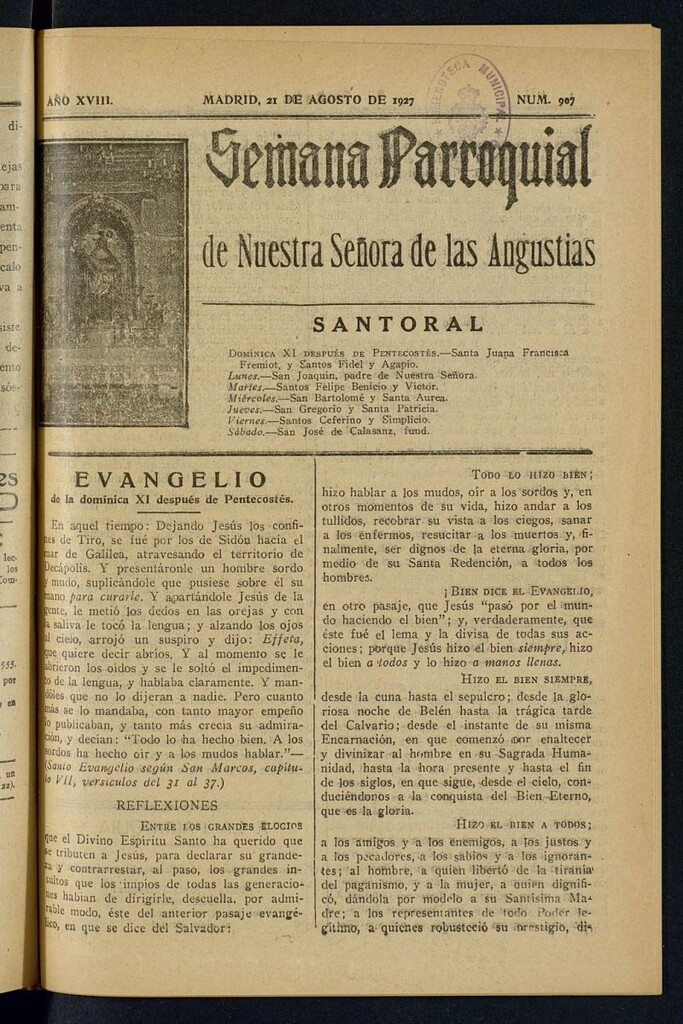 AÑO XVIII.
MADRID, 21 DE AGOSTO DE 1927
NUM. 907
HEMEROTECA MUNICIPAL
Semana Parroquial
de Nuestra Señora de las Angustias
SANTORAL
DOMINICA XI DESPUÉS DE PENTECOSTÉS.—Santa Juana Francisca
Fremiot, y Santos Fidel y Agapio.
Lunes.—San Joaquín, padre de Nuestra Señora.
Martes.—Santos Felipe Benicio y Víctor.
Miércoles.—San Bartolomé y Santa Aurea.
Jueves.—San Gregorio y Santa Patricia.
Viernes.—Santos Ceferino y Simplicio.
Sábado.—San José de Calasanz, fund.
EVANGELIO
de la domínica XI después de Pentecostés.
En aquel tiempo: Dejando Jesús los confi-
nes de Tiro, se fué por los de Sidón hacia el
mar de Galilea, atravesando el territorio de
Decápolis. Y presentáronle un hombre sordo
y mudo, suplicándole que pusiese sobre él su
mano para curarle. Y apartándole Jesús de la
gente, le metió los dedos en las orejas y con
la saliva le tocó la lengua; y alzando los ojos
al cielo, arrojó un suspiro y dijo: Effeta,
que quiere decir abríos. Y al momento se le
abrieron los oídos y se le soltó el impedimen-
to de la lengua, y hablaba claramente. Y man-
dóles que no lo dijeran a nadie. Pero cuanto
más se lo mandaba, con tanto mayor empeño
lo publicaban, y tanto más crecía su admira-
ción, y decían: "Todo lo ha hecho bien. A los
sordos ha hecho oír y a los mudos hablar."—
(Santo Evangelio según San Marcos, capítu-
lo VII, versículos del 31 al 37.)
REFLEXIONES
ENTRE LOS GRANDES ELOGIOS
que el Divino Espíritu Santo ha querido que
se tributen a Jesús, para declarar su grande-
za y contrarrestar, al paso, los grandes in-
sultos que los impíos de todas las generacio-
nes habían de dirigirle, descuella, por admi-
rable modo, éste del anterior pasaje evangé-
lico, en que se dice del Salvador:
TODO LO HIZO BIEN;
hizo hablar a los mudos, oír a los sordos y, en
otros momentos de su vida, hizo andar a los
tullidos, recobrar su vista a los ciegos, sanar
a los enfermos, resucitar a los muertos y, fi-
nalmente, ser dignos de la eterna gloria, por
medio de su Santa Redención, a todos los
hombres.
¡BIEN DICE EL EVANGELIO,
en otro pasaje, que Jesús "pasó por el mun-
do haciendo el bien"; y, verdaderamente, que
éste fué el lema y la divisa de todas sus ac-
ciones; porque Jesús hizo el bien siempre, hizo
el bien a todos y lo hizo a manos llenas.
HIZO EL BIEN SIEMPRE,
desde la cuna hasta el sepulcro; desde la glo-
riosa noche de Belén hasta la trágica tarde
del Calvario; desde el instante de su misma
Encarnación, en que comenzó por enaltecer
y divinizar al hombre en su Sagrada Huma-
nidad, hasta la hora presente y hasta el fin
de los siglos, en que sigue, desde el cielo, con-
duciéndonos a la conquista del Bien Eterno,
que es la gloria.
HIZO EL BIEN A TODOS;
a los amigos y a los enemigos, a los justos y
a los pecadores, a los sabios y a los ignoran-
tes; al hombre, a quien libertó de la tiranía
del paganismo, y a la mujer, a quien dignifi-
có, dándola por modelo a su Santísima Ma-
dre; a los representantes de todo Poder le-
gítimo, a quienes robusteció su prestigio, di-